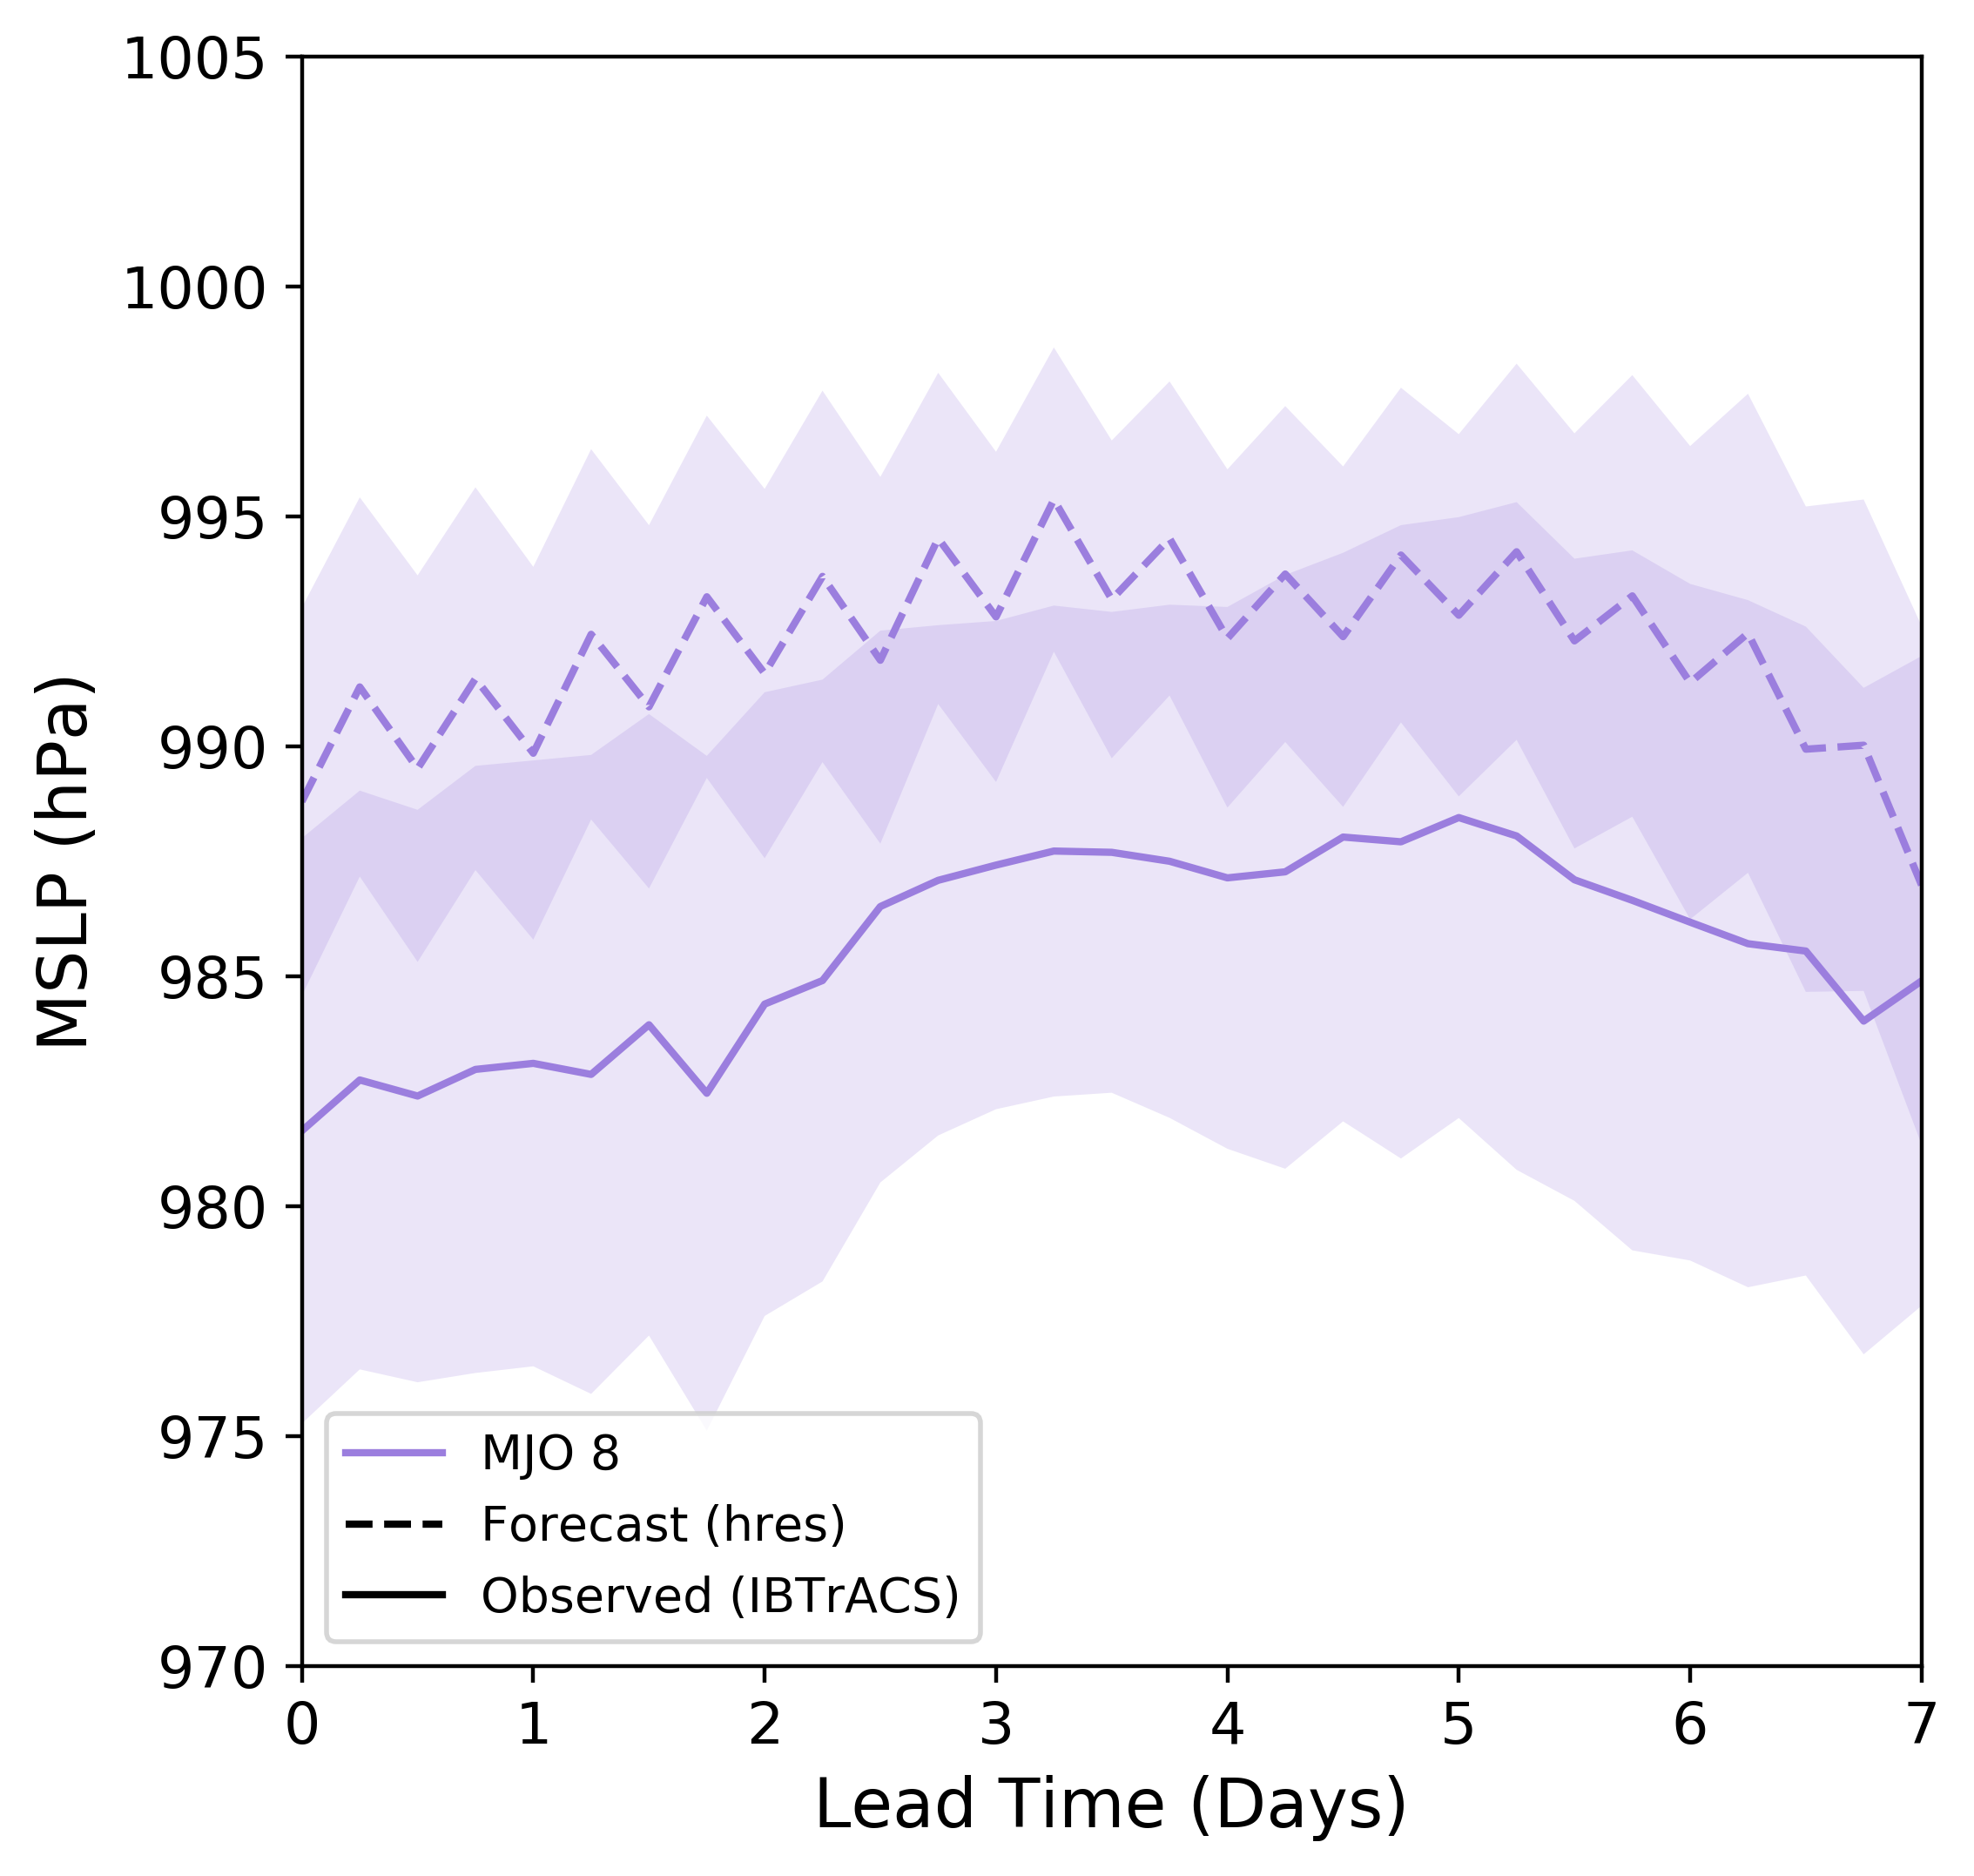 1005
1000
995
990
985
980
975
970
MSLP (hPa)
MJO 8
Forecast (hres)
Observed (IBTrACS)
0 1 2 3 4 5 6 7
Lead Time (Days)